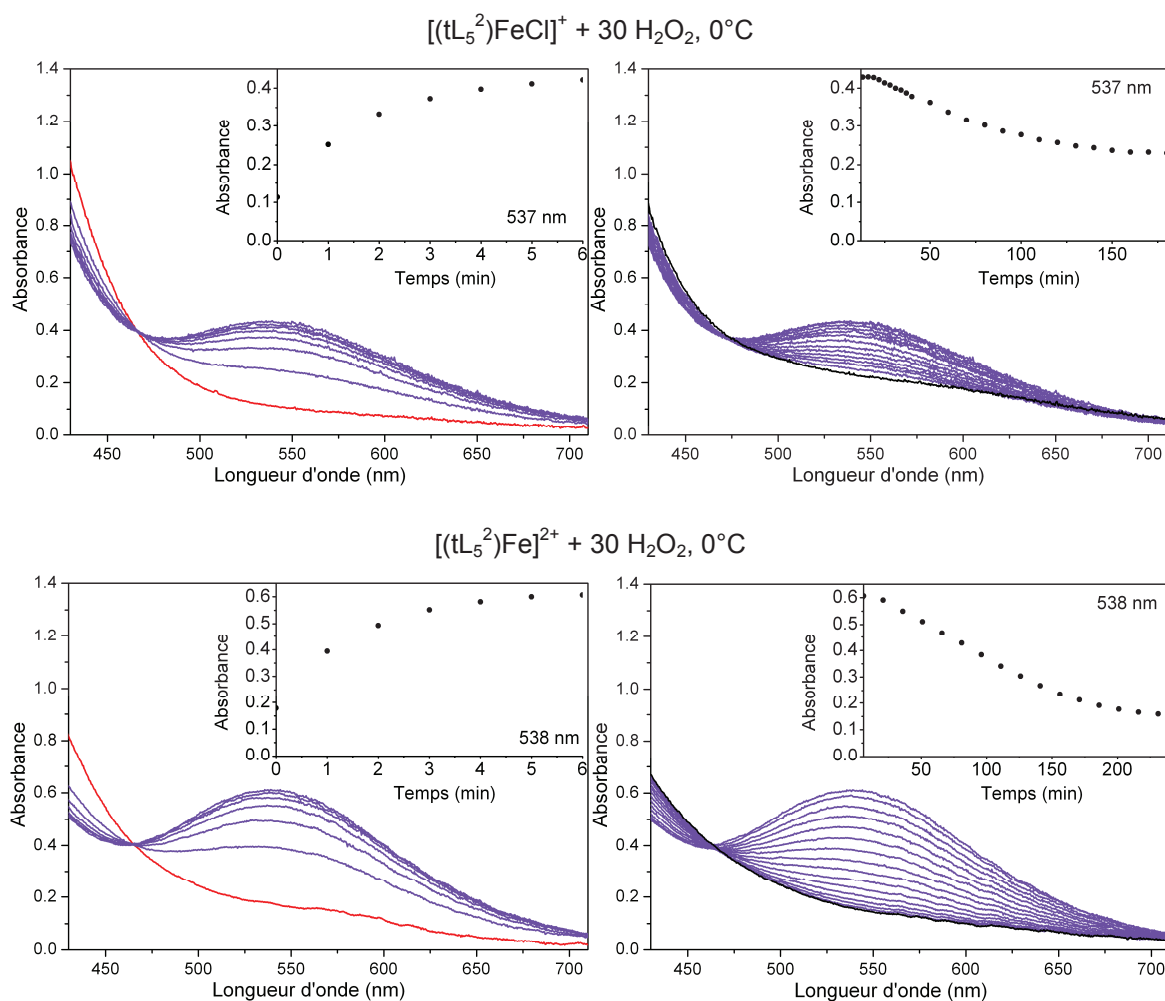 [(tL₅²)FeCl]⁺ + 30 H₂O₂, 0°C
1.4
1.2
1.0
0.8
0.6
0.4
0.2
0.0
Absorbance
450 500 550 600 650 700
Longueur d'onde (nm)
0.4
0.3
0.2
0.1
0.0
Absorbance
537 nm
0 1 2 3 4 5 6
Temps (min)
1.4
1.2
1.0
0.8
0.6
0.4
0.2
0.0
Absorbance
450 500 550 600 650 700
Longueur d'onde (nm)
0.4
0.3
0.2
0.1
0.0
Absorbance
537 nm
50 100 150
Temps (min)
[(tL₅²)Fe]²⁺ + 30 H₂O₂, 0°C
1.4
1.2
1.0
0.8
0.6
0.4
0.2
0.0
Absorbance
450 500 550 600 650 700
Longueur d'onde (nm)
0.6
0.5
0.4
0.3
0.2
0.1
0.0
Absorbance
538 nm
0 1 2 3 4 5 6
Temps (min)
1.4
1.2
1.0
0.8
0.6
0.4
0.2
0.0
Absorbance
450 500 550 600 650 700
Longueur d'onde (nm)
0.6
0.5
0.4
0.3
0.2
0.1
0.0
Absorbance
538 nm
50 100 150 200
Temps (min)